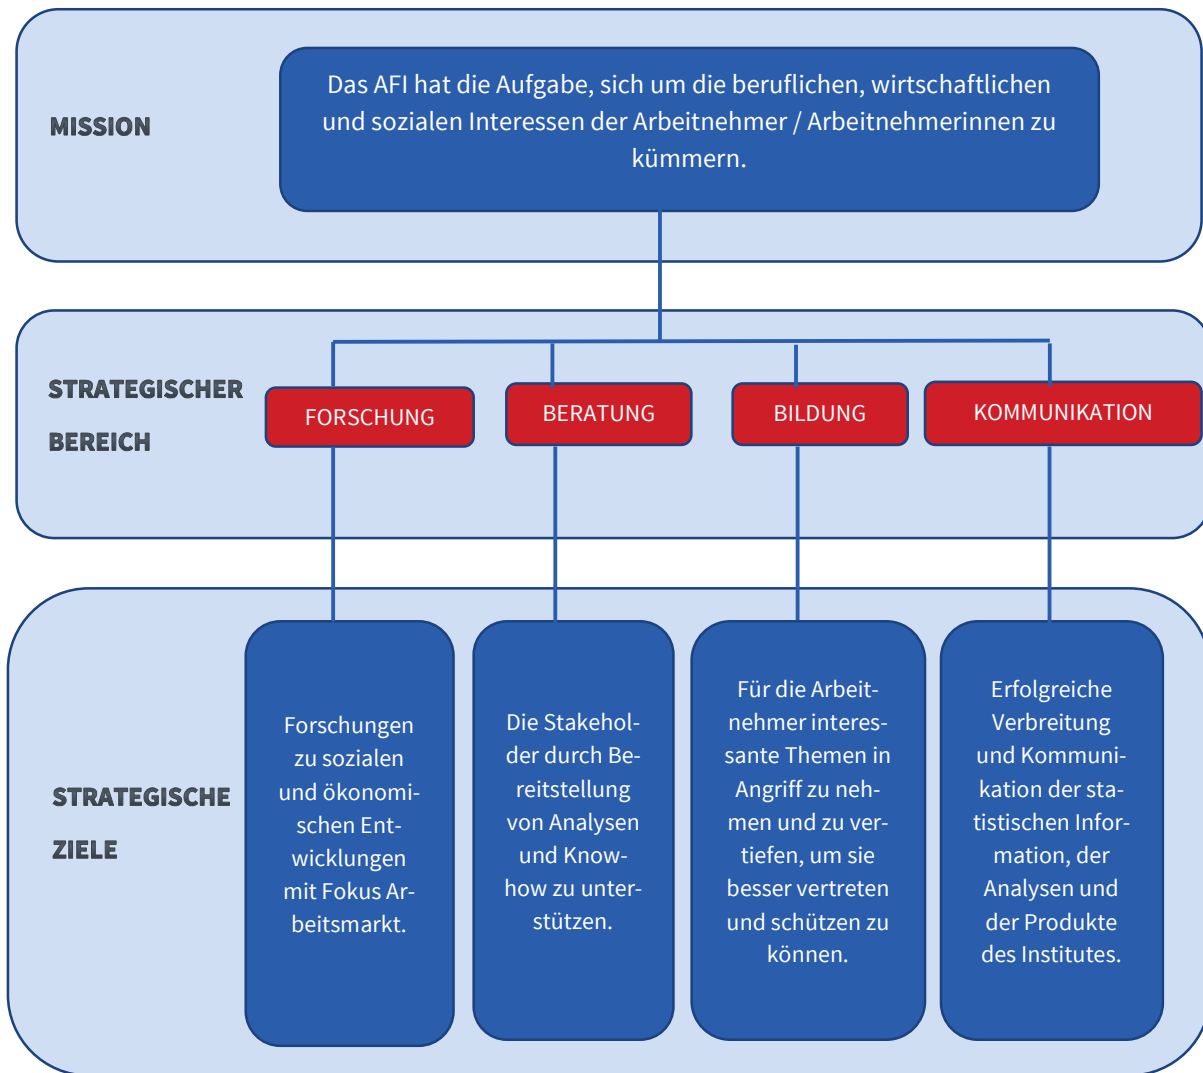 MISSION
Das AFI hat die Aufgabe, sich um die beruflichen, wirtschaftlichen
und sozialen Interessen der Arbeitnehmer / Arbeitnehmerinnen zu
kümmern.
STRATEGISCHER
BEREICH
FORSCHUNG
BERATUNG
BILDUNG
KOMMUNIKATION
STRATEGISCHE
ZIELE
Forschungen
zu sozialen
und ökonomi-
schen Ent-
wicklungen
mit Fokus Ar-
beitsmarkt.
Die Stakehol-
der durch Be-
reitstellung
von Analysen
und Know-
how zu unter-
stützen.
Für die Arbeit-
nehmer interes-
sante Themen in
Angriff zu neh-
men und zu ver-
tiefen, um sie
besser vertreten
und schützen zu
können.
Erfolgreiche
Verbreitung
und Kommuni-
kation der sta-
tistischen Infor-
mation, der
Analysen und
der Produkte
des Institutes.